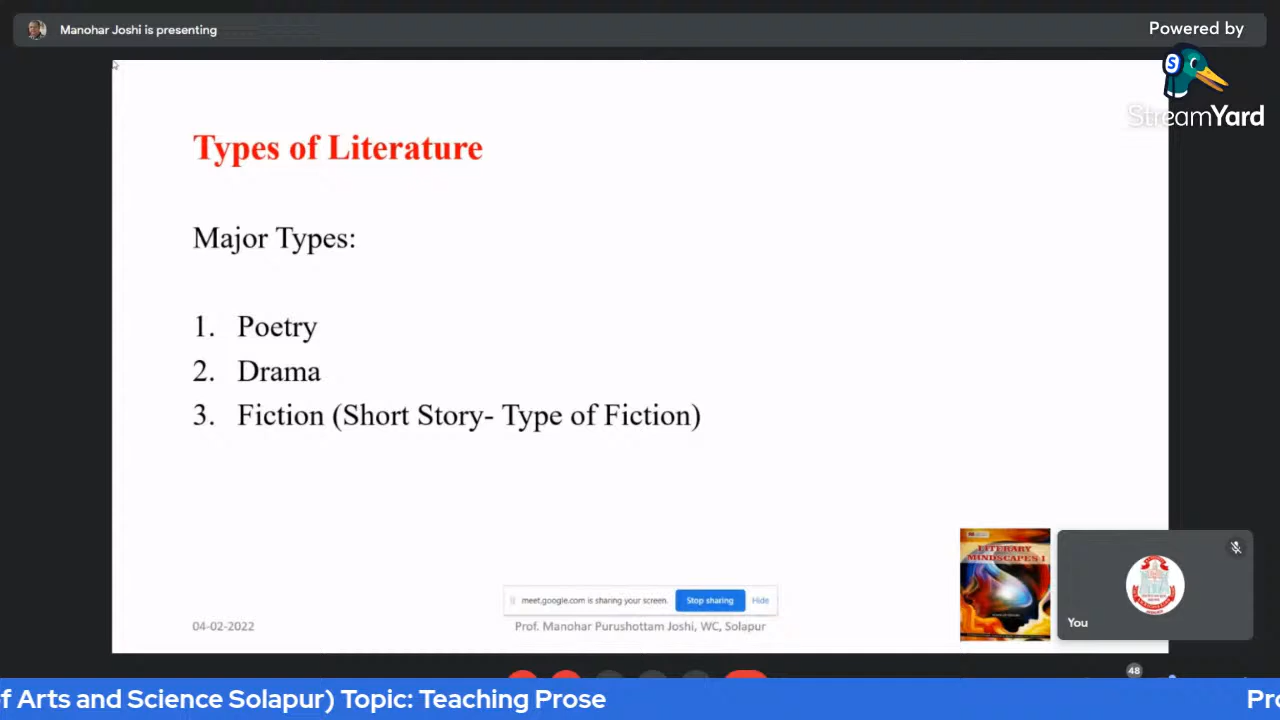 Manohar Joshi is presenting
Powered by
S
StreamYard
Types of Literature
Major Types:
1. Poetry
2. Drama
3. Fiction (Short Story- Type of Fiction)
LITERARY
MINDSCAPES I
meet.google.com is sharing your screen.
Stop sharing
Hide
You
04-02-2022
Prof. Manohar Purushottam Joshi, WC, Solapur
48
of Arts and Science Solapur) Topic: Teaching Prose
Pro